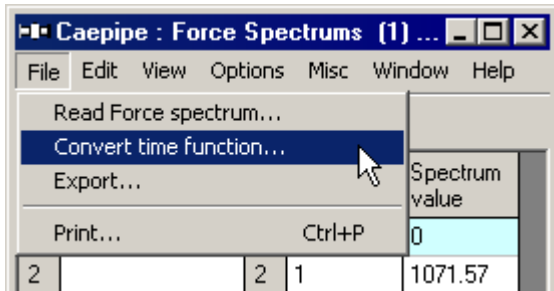 Caepipe : Force Spectrums (1) ...
File Edit View Options Misc Window Help
Read Force spectrum...
Convert time function...
Export...
Print... Ctrl+P
Spectrum
value
0
2 2 1 1071.57